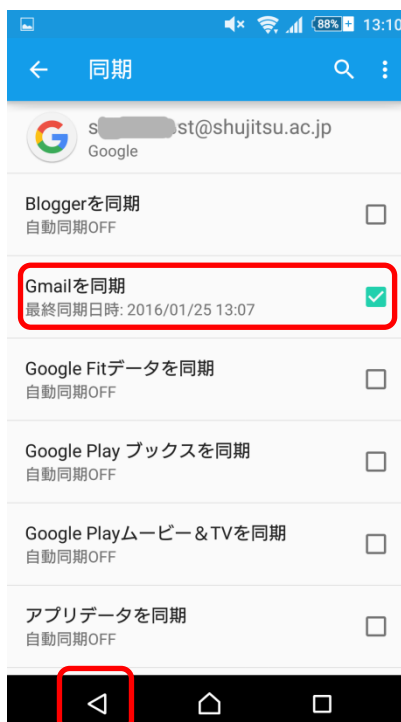 88% 13:10
同期
s st@shujitsu.ac.jp
Google
Bloggerを同期
自動同期OFF
Gmailを同期
最終同期日時: 2016/01/25 13:07
Google Fitデータを同期
自動同期OFF
Google Play ブックスを同期
自動同期OFF
Google Playムービー&TVを同期
自動同期OFF
アプリデータを同期
自動同期OFF